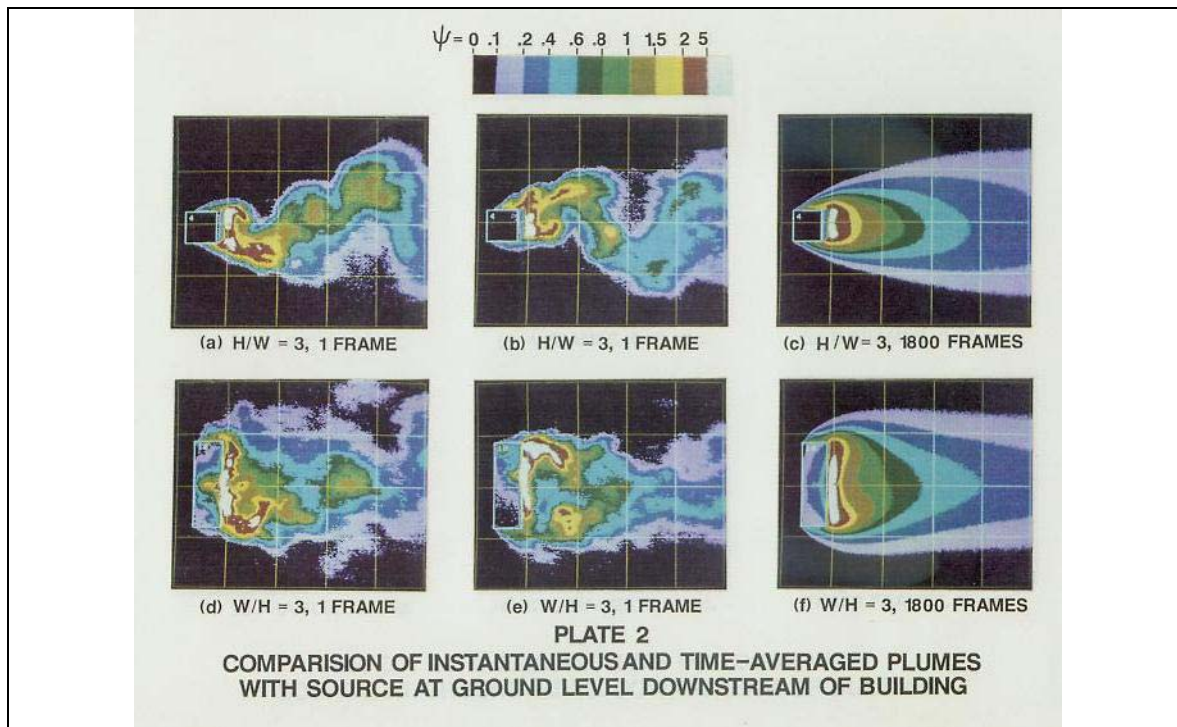 ψ = 0 .1 .2 .4 .6 .8 1 1.5 2 5
(a) H/W = 3, 1 FRAME
(b) H/W = 3, 1 FRAME
(c) H/W = 3, 1800 FRAMES
(d) W/H = 3, 1 FRAME
(e) W/H = 3, 1 FRAME
(f) W/H = 3, 1800 FRAMES
PLATE 2
COMPARISION OF INSTANTANEOUS AND TIME-AVERAGED PLUMES
WITH SOURCE AT GROUND LEVEL DOWNSTREAM OF BUILDING